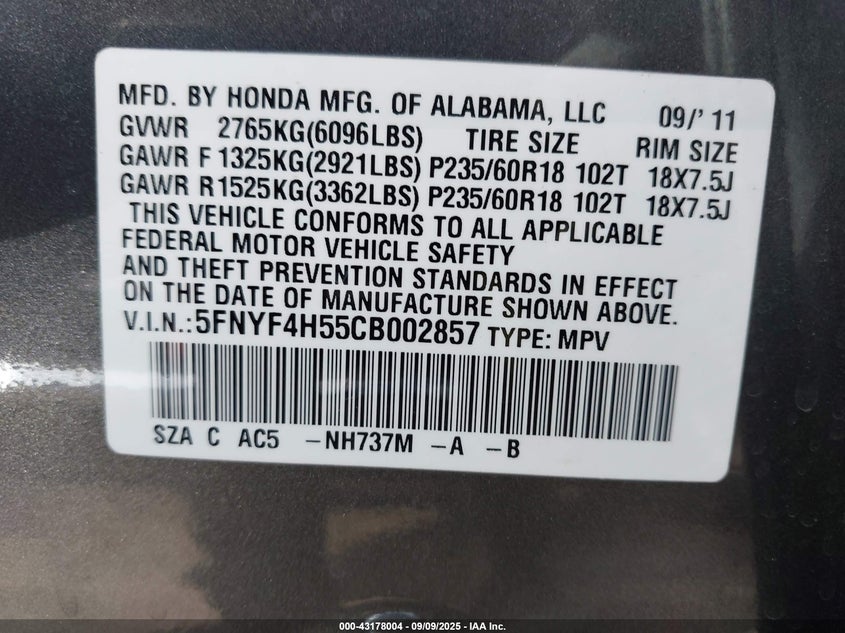 MFD. BY HONDA MFG. OF ALABAMA, LLC 09/' 11
GVWR 2765KG(6096LBS) TIRE SIZE RIM SIZE
GAWR F 1325KG(2921LBS) P235/60R18 102T 18X7.5J
GAWR R1525KG(3362LBS) P235/60R18 102T 18X7.5J
THIS VEHICLE CONFORMS TO ALL APPLICABLE
FEDERAL MOTOR VEHICLE SAFETY
AND THEFT PREVENTION STANDARDS IN EFFECT
ON THE DATE OF MANUFACTURE SHOWN ABOVE.
V.I.N.:5FNYF4H55CB002857 TYPE: MPV
SZA C AC5 -NH737M -A -B
000-43178004 - 09/09/2025 - IAA Inc.